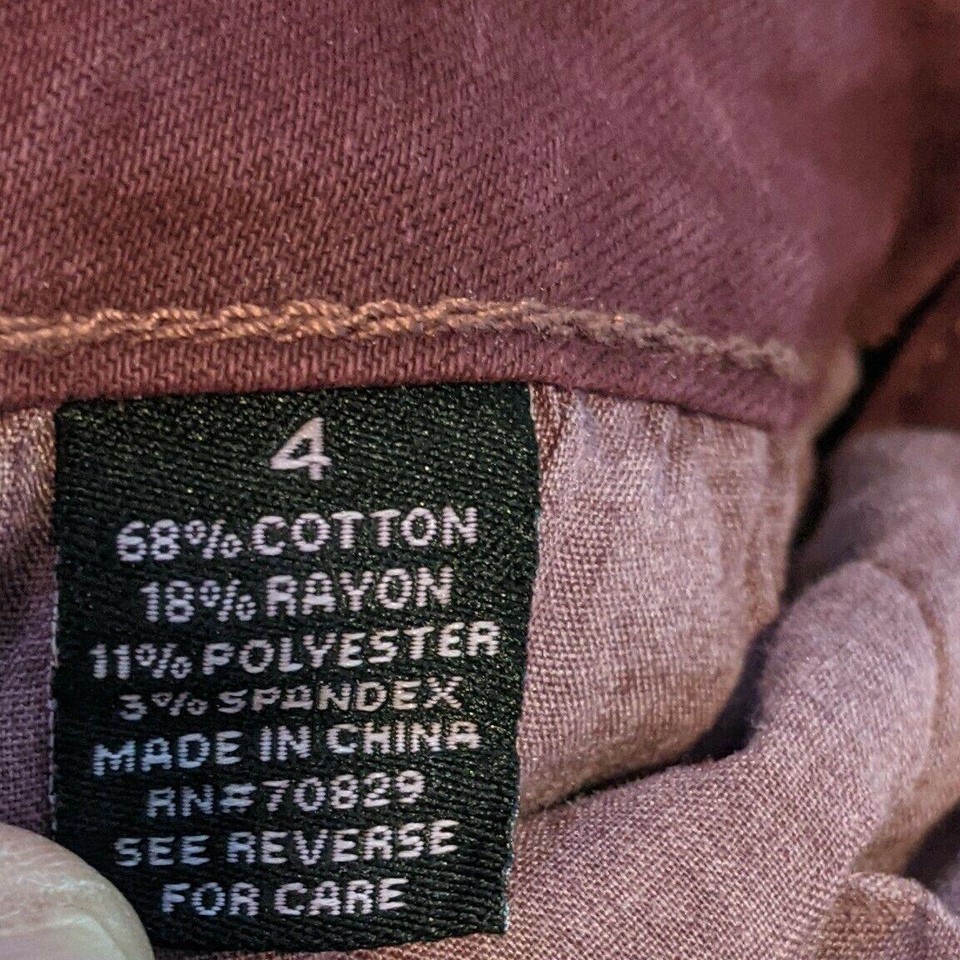 4
68% COTTON
18% RAYON
11% POLYESTER
3% SPANDEX
MADE IN CHINA
RN#70829
SEE REVERSE
FOR CARE